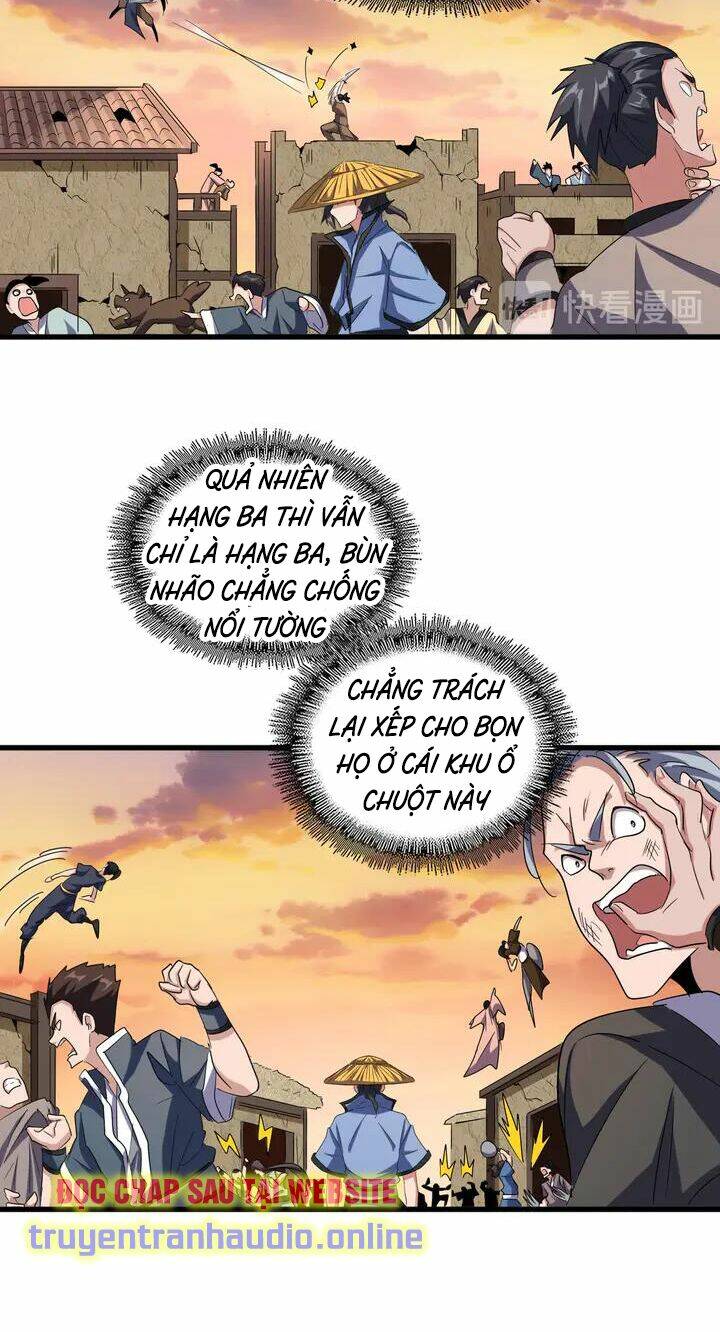 快看漫画
QUẢ NHIÊN
HẠNG BA THÌ VẪN
CHỈ LÀ HẠNG BA, BÙN
NHÃO CHẲNG CHỐNG
NỔI TƯỜNG
CHẲNG TRÁCH
LẠI XẾP CHO BỌN
HỌ Ở CÁI KHU Ổ
CHUỘT NÀY
ĐỌC CHAP SAU TẠI WEBSITE
truyentranhaudio.online